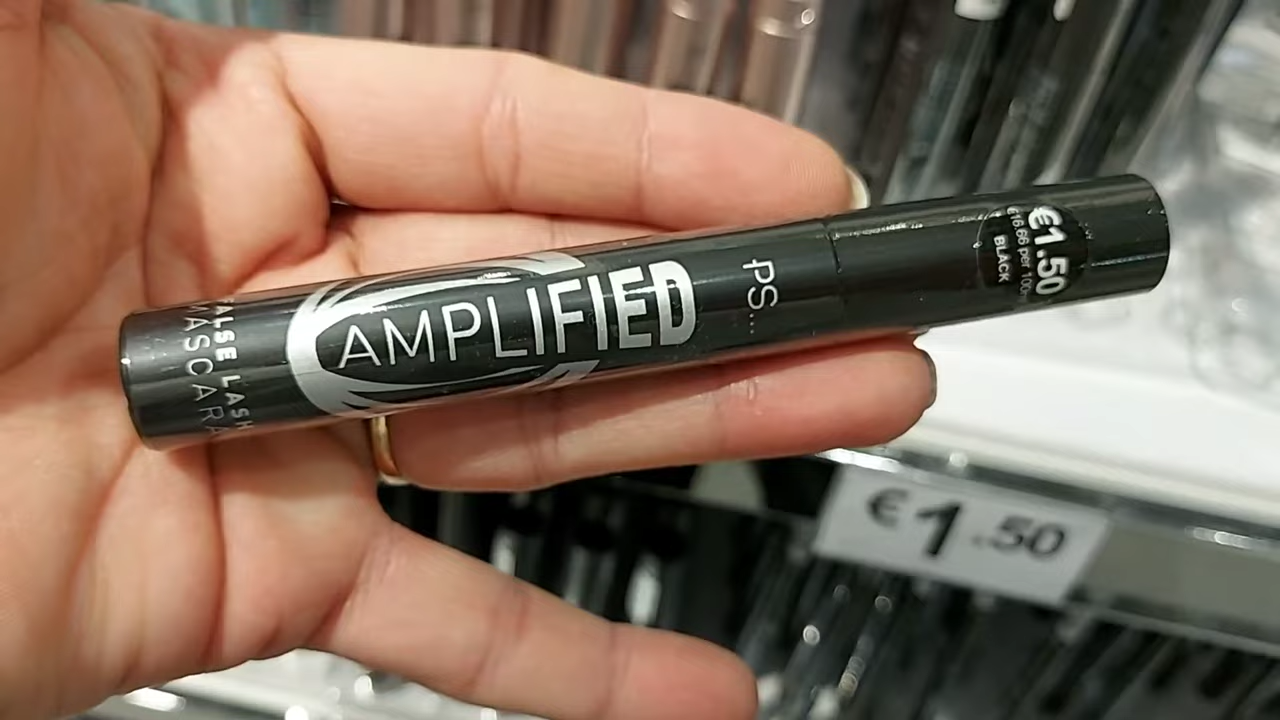 FALSE LASH
MASCARA
AMPLIFIED
PS...
€1.50
€16.66 per 100
BLACK
€1.50